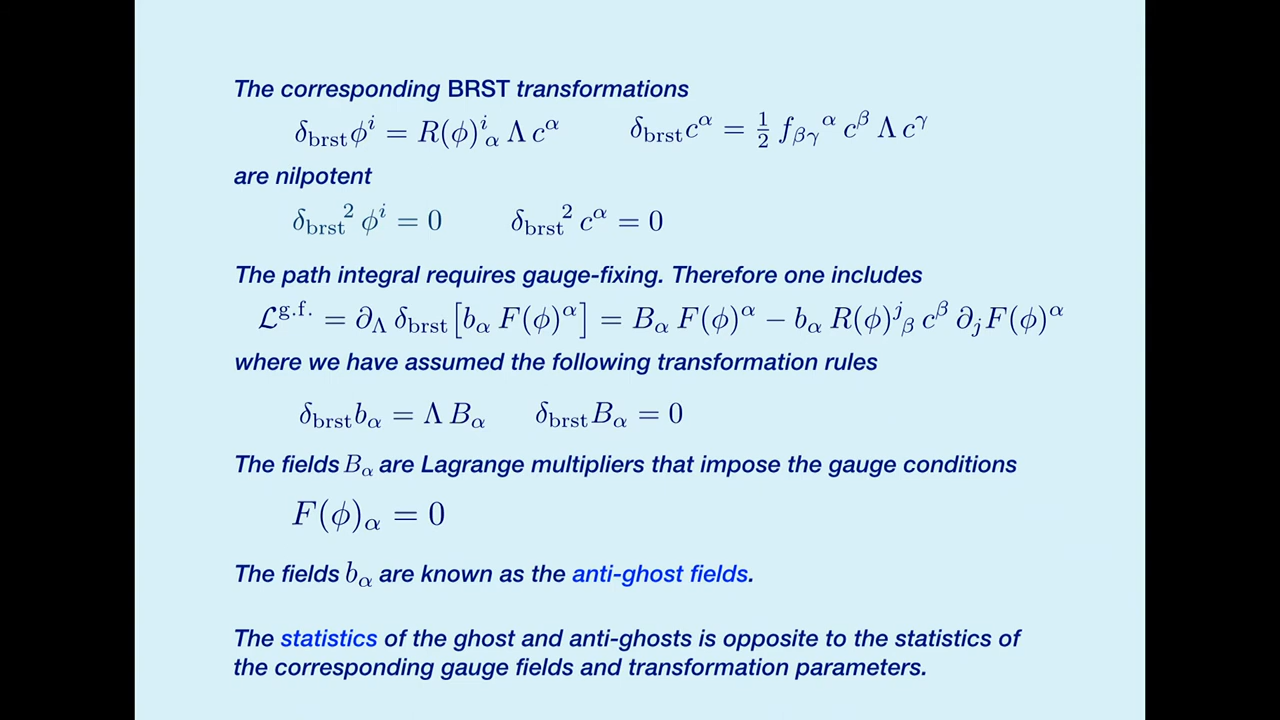 The corresponding BRST transformations
δ_brst ϕ^i = R(ϕ)^i_α Λ c^α   δ_brst c^α = ½ f_βγ^α c^β Λ c^γ
are nilpotent
δ_brst^2 ϕ^i = 0   δ_brst^2 c^α = 0
The path integral requires gauge-fixing. Therefore one includes
ℒ^g.f. = ∂_Λ δ_brst [b_α F(ϕ)^α] = B_α F(ϕ)^α − b_α R(ϕ)^j_β c^β ∂_j F(ϕ)^α
where we have assumed the following transformation rules
δ_brst b_α = Λ B_α   δ_brst B_α = 0
The fields B_α are Lagrange multipliers that impose the gauge conditions
F(ϕ)_α = 0
The fields b_α are known as the anti-ghost fields.
The statistics of the ghost and anti-ghosts is opposite to the statistics of
the corresponding gauge fields and transformation parameters.